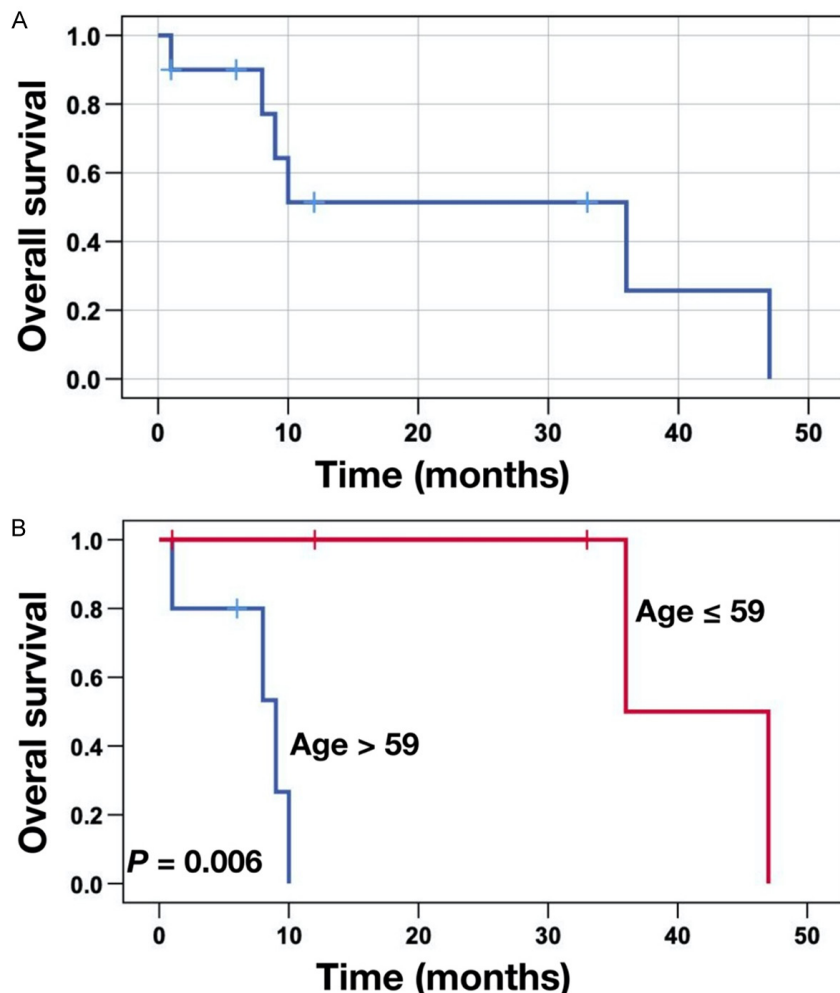 A
Overall survival
1.0
0.8
0.6
0.4
0.2
0.0
0 10 20 30 40 50
Time (months)
B
Overal survival
1.0
0.8
0.6
0.4
0.2
0.0
Age ≤ 59
Age > 59
P = 0.006
0 10 20 30 40 50
Time (months)